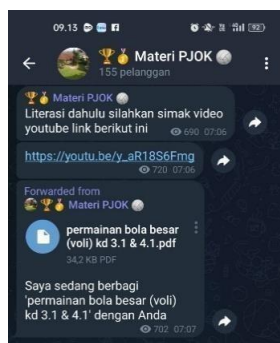 09.13
92
🏆🏅 Materi PJOK 🏐
155 pelanggan
🏆🏅 Materi PJOK 🏐
Literasi dahulu silahkan simak video
youtube link berikut ini
690 07:06
https://youtu.be/y_aR18S6Fmg
720 07:06
Forwarded from
🏆🏅 Materi PJOK 🏐
permainan bola besar
(voli) kd 3.1 & 4.1.pdf
34,2 KB PDF
Saya sedang berbagi
'permainan bola besar (voli)
kd 3.1 & 4.1' dengan Anda
702 07:07